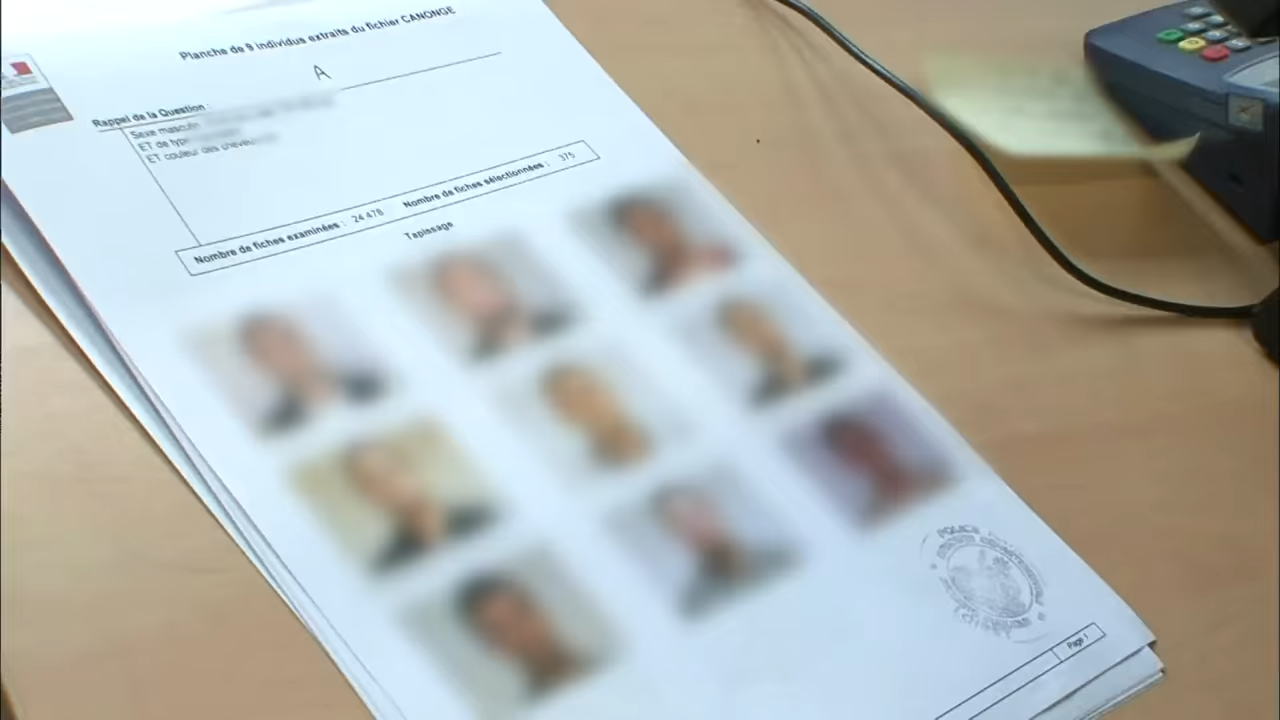 Planche de 9 individus extraits du fichier CANONGE
A
Rappel de la Question :
Sexe masculin
ET de type
ET couleur des cheveux
Nombre de fiches examinées : 24 478 Nombre de fiches sélectionnées : 375
Tapissage
Page 1